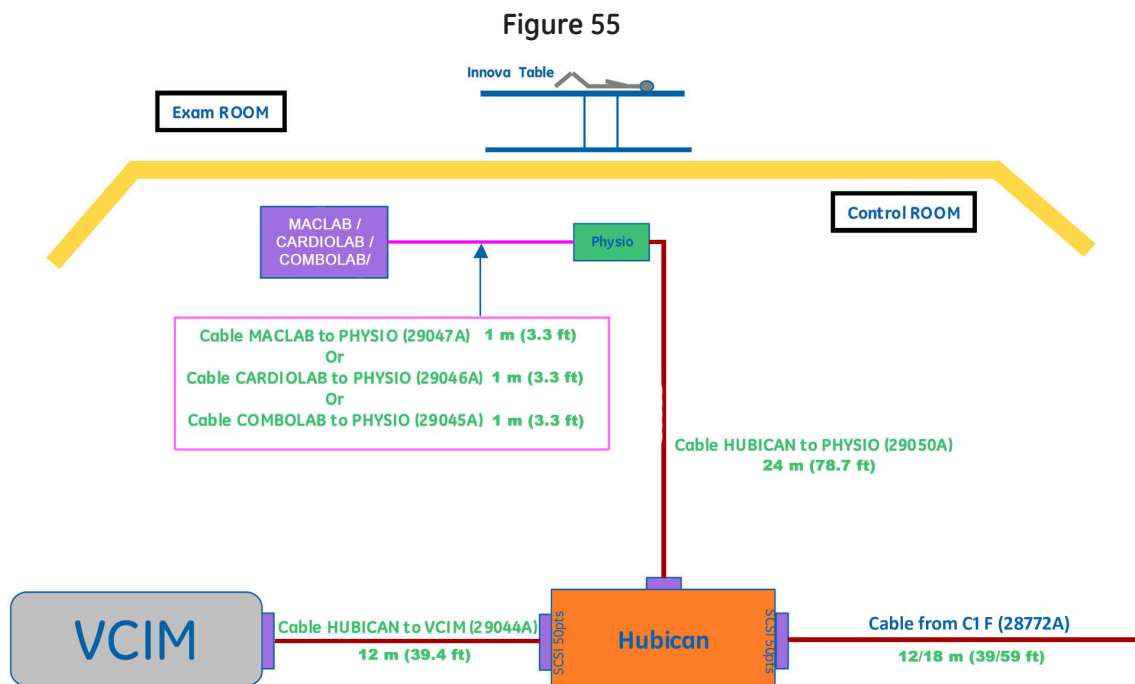 Figure 55
Innova Table
Exam ROOM
Control ROOM
MACLAB /
CARDIOLAB /
COMBOLAB/
Physio
Cable MACLAB to PHYSIO (29047A) 1 m (3.3 ft)
Or
Cable CARDIOLAB to PHYSIO (29046A) 1 m (3.3 ft)
Or
Cable COMBOLAB to PHYSIO (29045A) 1 m (3.3 ft)
Cable HUBICAN to PHYSIO (29050A)
24 m (78.7 ft)
VCIM
Cable HUBICAN to VCIM (29044A)
12 m (39.4 ft)
SCSI 50pts
Hubican
SCSI 50pts
Cable from C1 F (28772A)
12/18 m (39/59 ft)